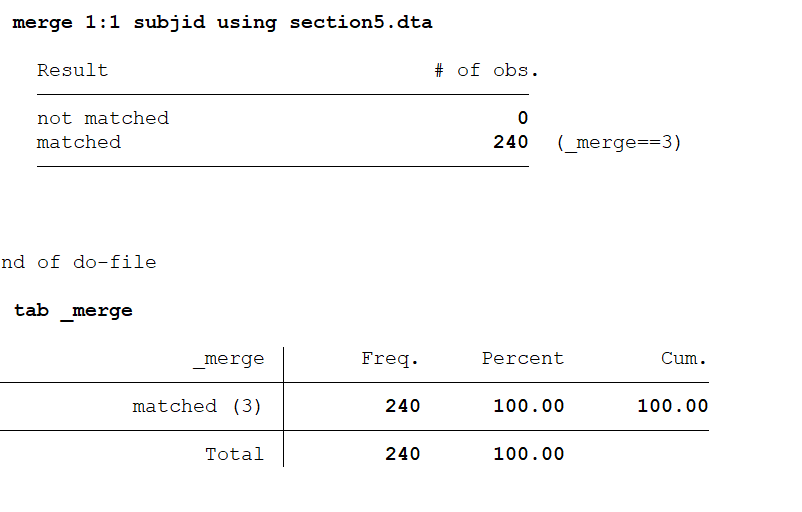 merge 1:1 subjid using section5.dta
Result # of obs.
not matched 0
matched 240 (_merge==3)
nd of do-file
tab _merge
_merge Freq. Percent Cum.
matched (3) 240 100.00 100.00
Total 240 100.00